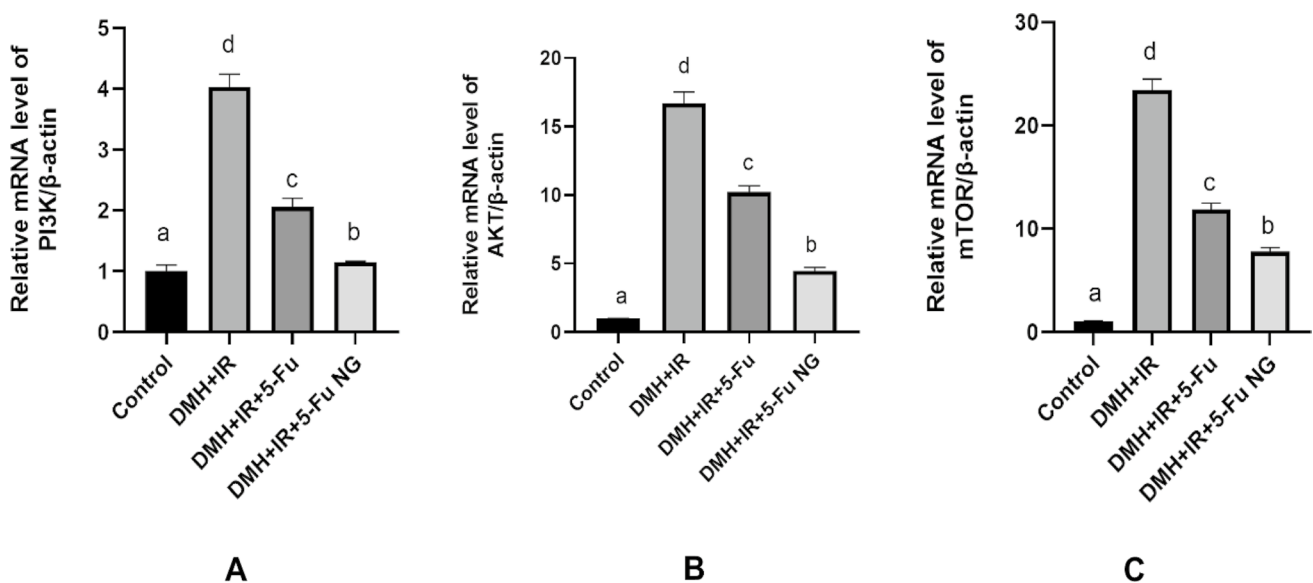 Relative mRNA level of
PI3K/β-actin
5
4
3
2
1
0
a
d
c
b
Control
DMH+IR
DMH+IR+5-Fu
DMH+IR+5-Fu NG
A
Relative mRNA level of
AKT/β-actin
20
15
10
5
0
a
d
c
b
Control
DMH+IR
DMH+IR+5-Fu
DMH+IR+5-Fu NG
B
Relative mRNA level of
mTOR/β-actin
30
20
10
0
a
d
c
b
Control
DMH+IR
DMH+IR+5-Fu
DMH+IR+5-Fu NG
C